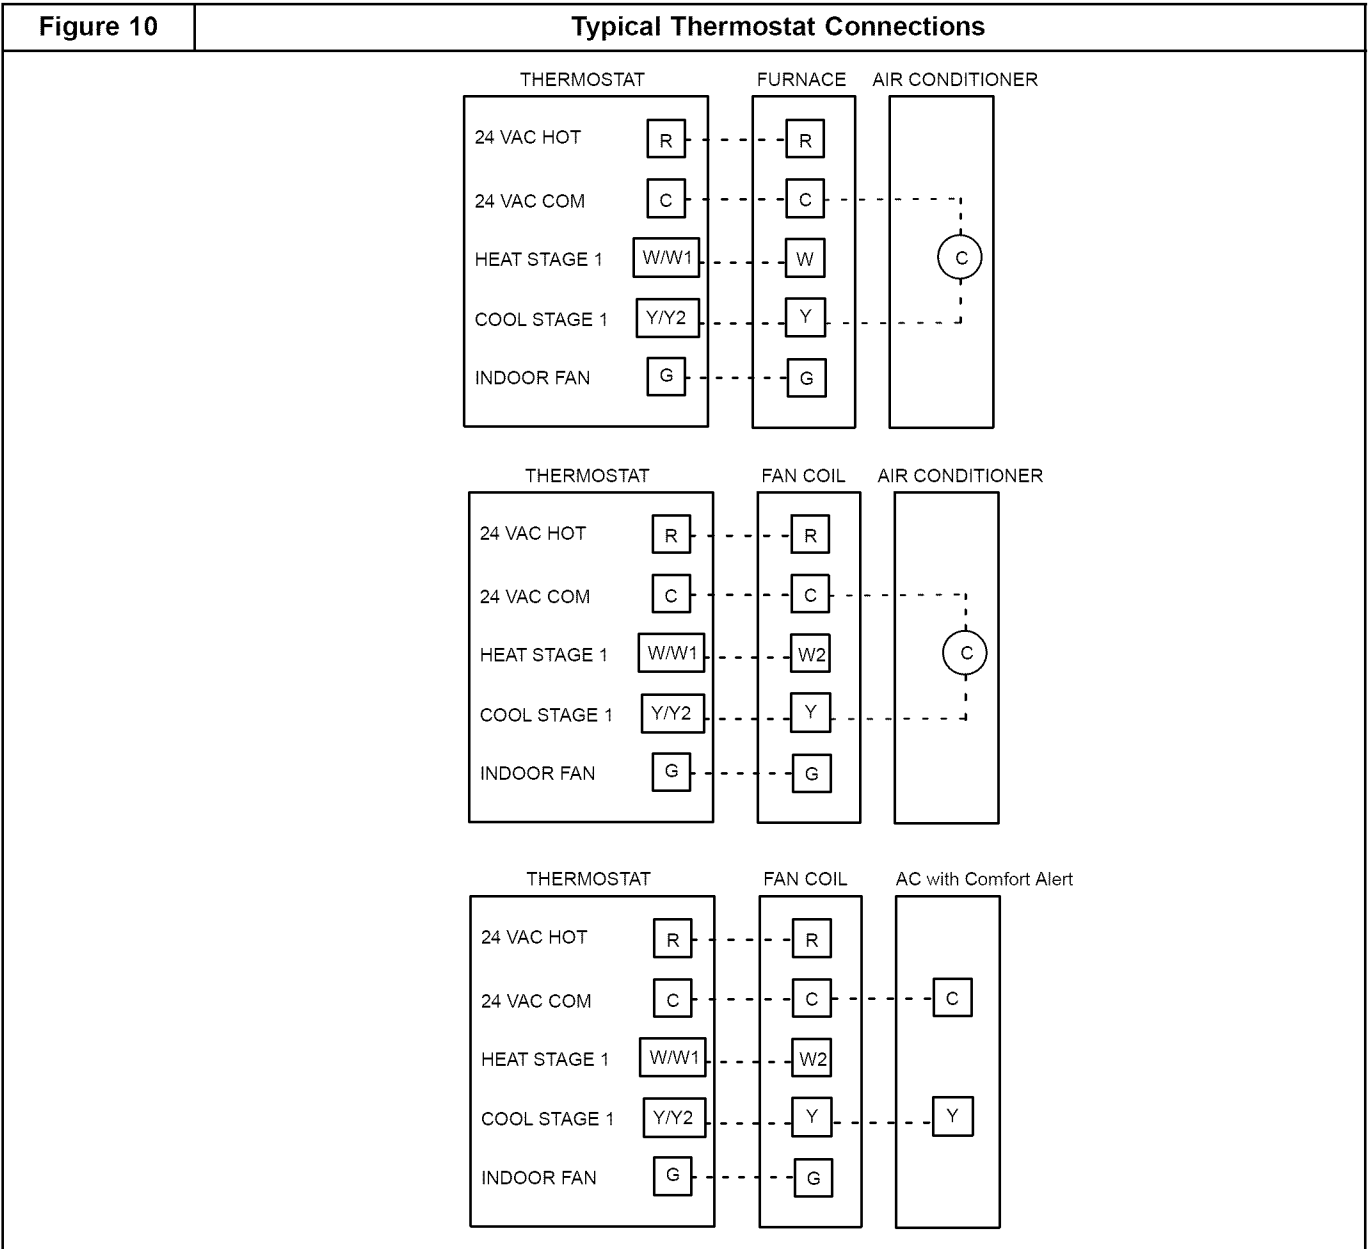 Figure 10 Typical Thermostat Connections
THERMOSTAT FURNACE AIR CONDITIONER
24 VAC HOT R R
24 VAC COM C C
HEAT STAGE 1 W/W1 W C
COOL STAGE 1 Y/Y2 Y
INDOOR FAN G G
THERMOSTAT FAN COIL AIR CONDITIONER
24 VAC HOT R R
24 VAC COM C C
HEAT STAGE 1 W/W1 W2 C
COOL STAGE 1 Y/Y2 Y
INDOOR FAN G G
THERMOSTAT FAN COIL AC with Comfort Alert
24 VAC HOT R R
24 VAC COM C C C
HEAT STAGE 1 W/W1 W2
COOL STAGE 1 Y/Y2 Y Y
INDOOR FAN G G